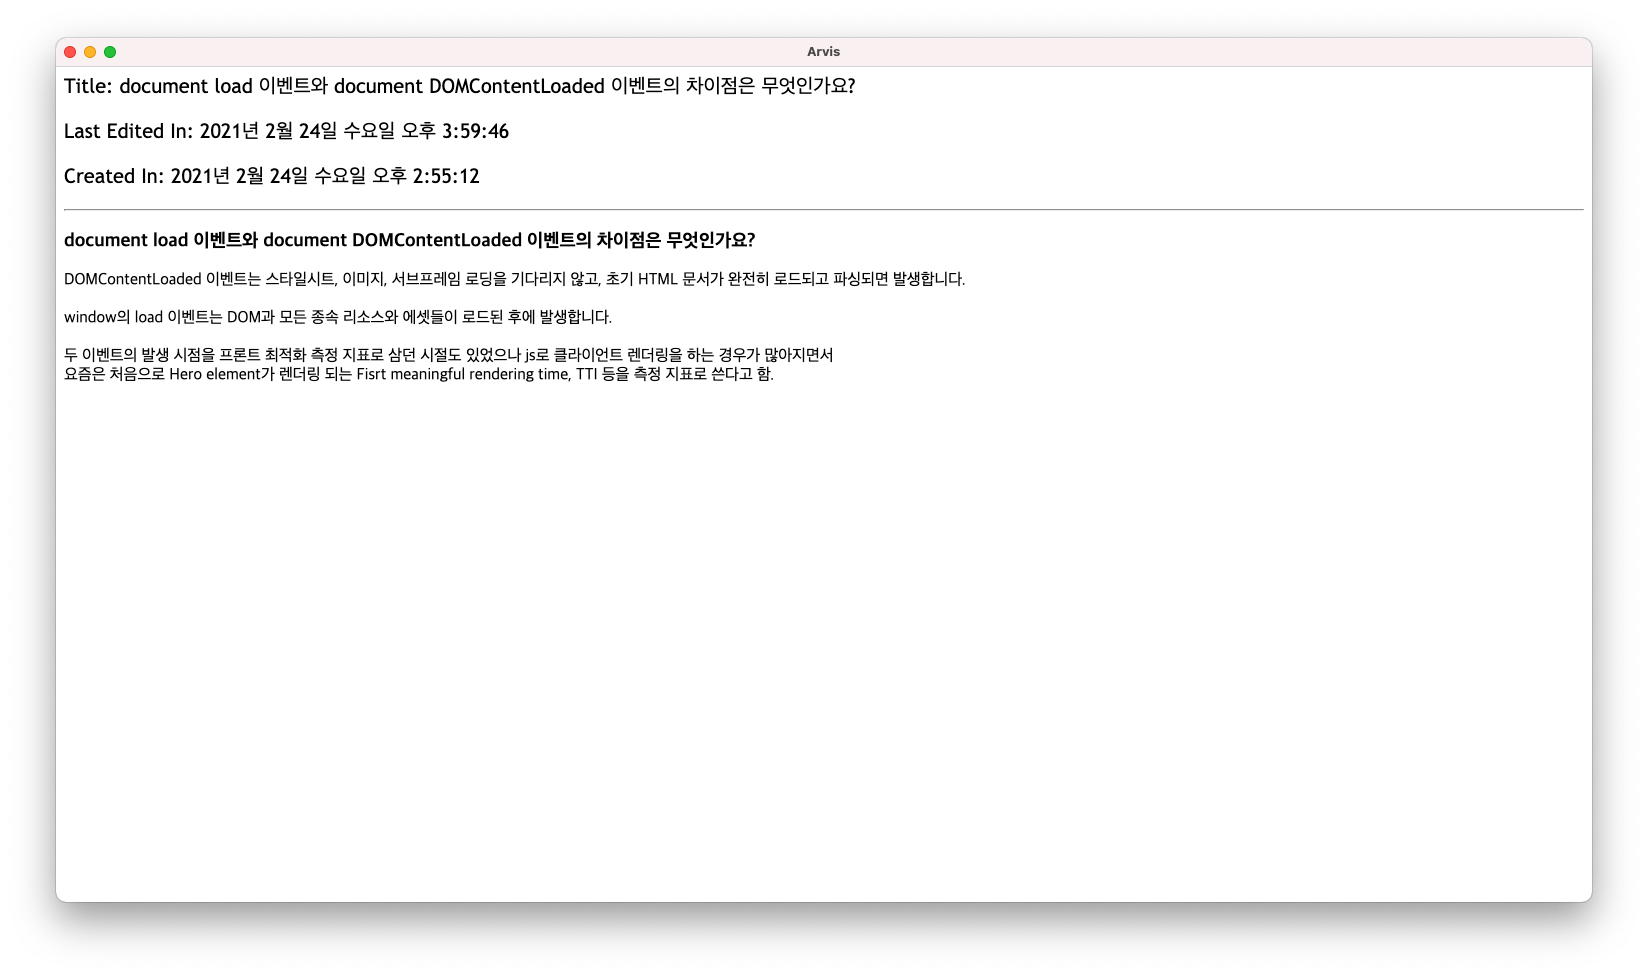 Arvis
Title: document load 이벤트와 document DOMContentLoaded 이벤트의 차이점은 무엇인가요?
Last Edited In: 2021년 2월 24일 수요일 오후 3:59:46
Created In: 2021년 2월 24일 수요일 오후 2:55:12
document load 이벤트와 document DOMContentLoaded 이벤트의 차이점은 무엇인가요?
DOMContentLoaded 이벤트는 스타일시트, 이미지, 서브프레임 로딩을 기다리지 않고, 초기 HTML 문서가 완전히 로드되고 파싱되면 발생합니다.
window의 load 이벤트는 DOM과 모든 종속 리소스와 에셋들이 로드된 후에 발생합니다.
두 이벤트의 발생 시점을 프론트 최적화 측정 지표로 삼던 시절도 있었으나 js로 클라이언트 렌더링을 하는 경우가 많아지면서
요즘은 처음으로 Hero element가 렌더링 되는 Fisrt meaningful rendering time, TTI 등을 측정 지표로 쓴다고 함.